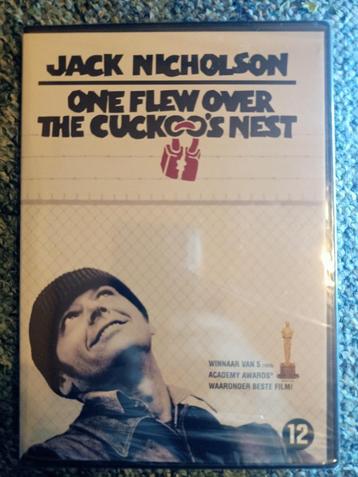 JACK NICHOLSON
ONE FLEW OVER
THE CUCKOO'S NEST
WINNAAR VAN 5
ACADEMY AWARDS®
WAARONDER BESTE FILM!
12